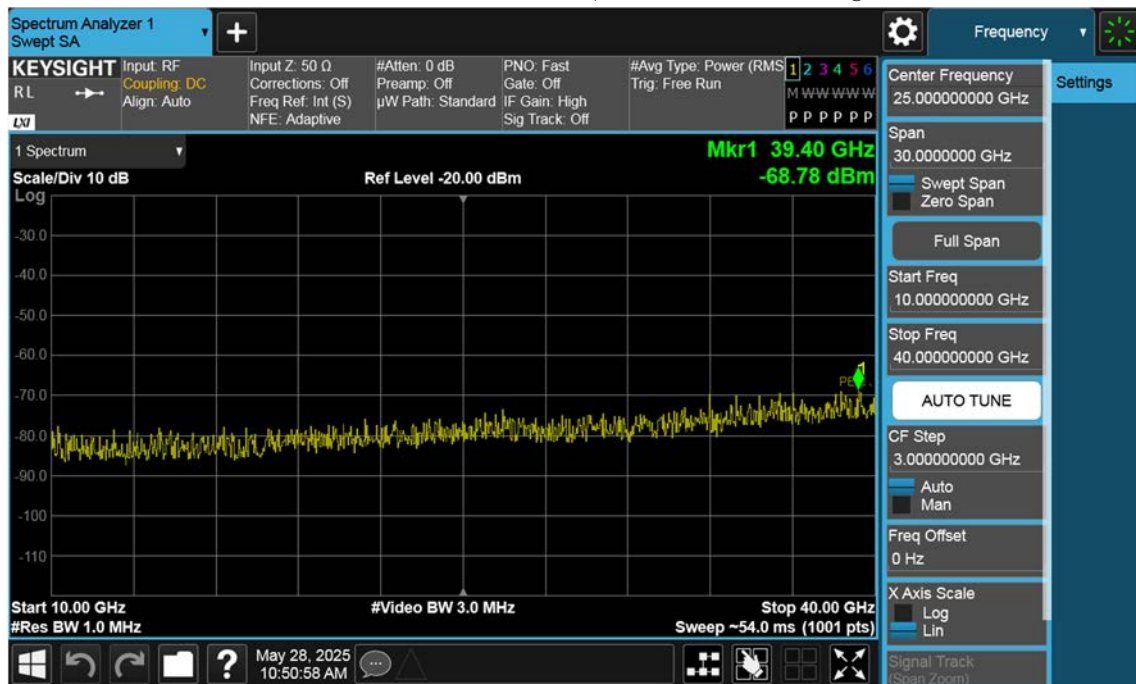 Spectrum Analyzer 1
Swept SA
+
Frequency
KEYSIGHT
RL
LXI
Input: RF
Coupling: DC
Align: Auto
Input Z: 50 Ω
Corrections: Off
Freq Ref: Int (S)
NFE: Adaptive
#Atten: 0 dB
Preamp: Off
µW Path: Standard
PNO: Fast
Gate: Off
IF Gain: High
Sig Track: Off
#Avg Type: Power (RMS
Trig: Free Run
1 2 3 4 5 6
M W W W W W
P P P P P P
1 Spectrum
Scale/Div 10 dB
Log
Ref Level -20.00 dBm
Mkr1 39.40 GHz
-68.78 dBm
-30.0
-40.0
-50.0
-60.0
1
-70.0
-80.0
-90.0
-100
-110
Start 10.00 GHz
#Res BW 1.0 MHz
#Video BW 3.0 MHz
Stop 40.00 GHz
Sweep ~54.0 ms (1001 pts)
?
May 28, 2025
10:50:58 AM
Center Frequency
25.000000000 GHz
Span
30.0000000 GHz
Swept Span
Zero Span
Full Span
Start Freq
10.000000000 GHz
Stop Freq
40.000000000 GHz
AUTO TUNE
CF Step
3.000000000 GHz
Auto
Man
Freq Offset
0 Hz
X Axis Scale
Log
Lin
Signal Track
(Span Zoom)
Settings